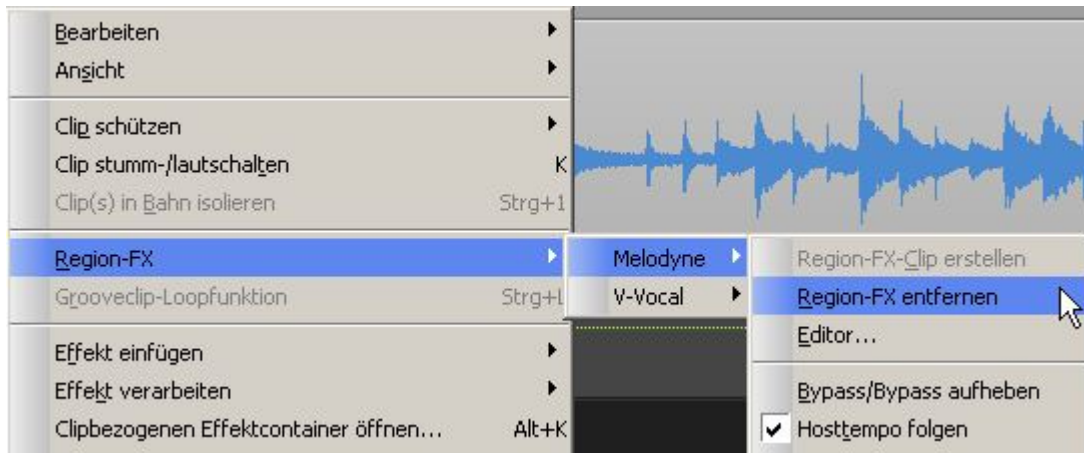 Bearbeiten
Ansicht
Clip schützen
Clip stumm-/lautschalten K
Clip(s) in Bahn isolieren Strg+1
Region-FX
Grooveclip-Loopfunktion Strg+L
Effekt einfügen
Effekt verarbeiten
Clipbezogenen Effektcontainer öffnen... Alt+K
Melodyne
V-Vocal
Region-FX-Clip erstellen
Region-FX entfernen
Editor...
Bypass/Bypass aufheben
Hosttempo folgen